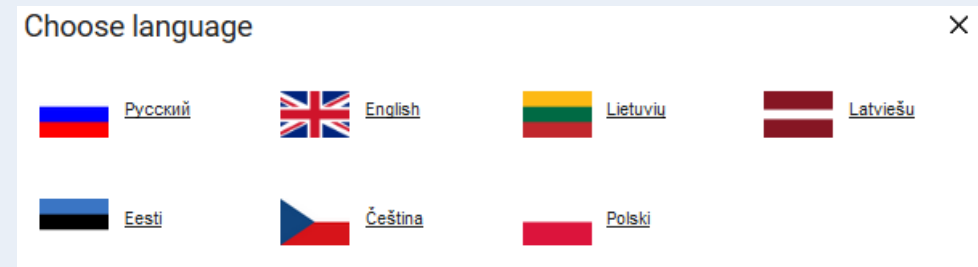 Choose language
Русский English Lietuvių Latviešu
Eesti Čeština Polski